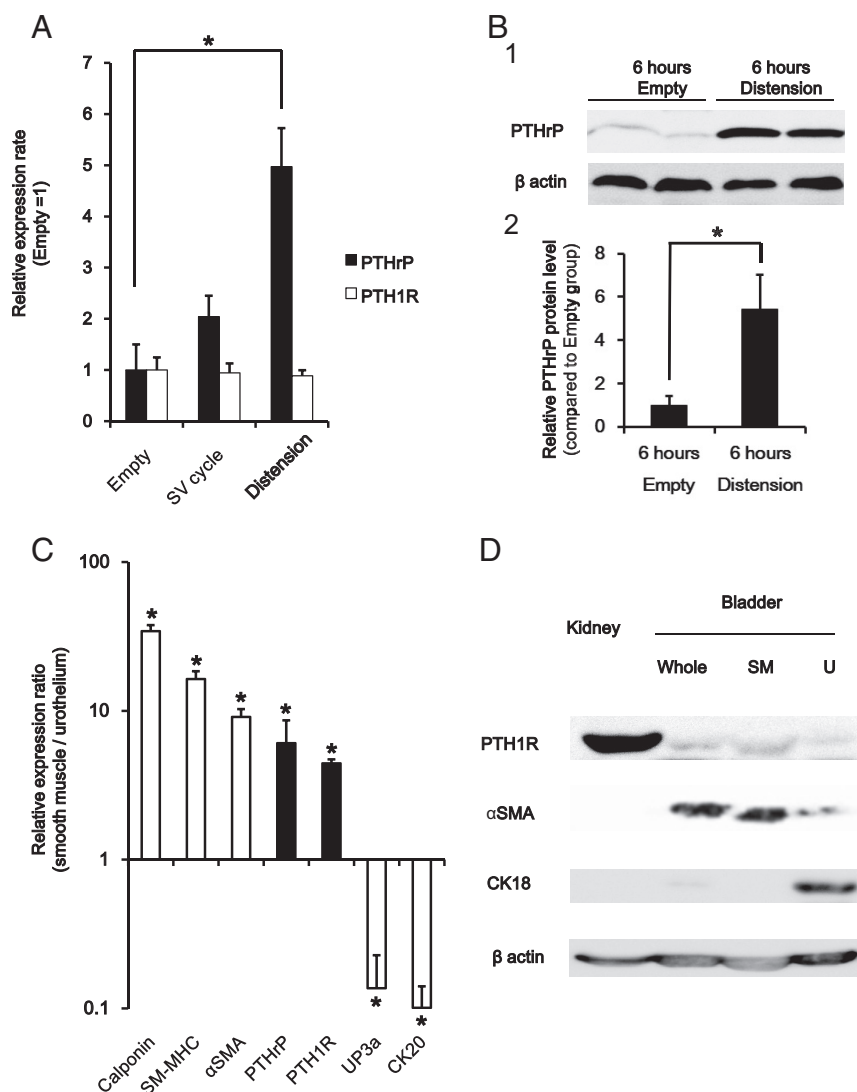 A
*
7
6
5
4
3
2
1
0
Relative expression rate
(Empty =1)
Empty
SV cycle
Distension
PTHrP
PTH1R
B
1
6 hours
Empty
6 hours
Distension
PTHrP
β actin
2
*
8
6
4
2
0
Relative PTHrP protein level
(compared to Empty group)
6 hours
Empty
6 hours
Distension
C
100
10
1
0.1
Relative expression ratio
(smooth muscle / urothelium)
*
*
*
*
*
*
*
Calponin
SM-MHC
αSMA
PTHrP
PTH1R
UP3a
CK20
D
Bladder
Kidney
Whole SM U
PTH1R
αSMA
CK18
β actin